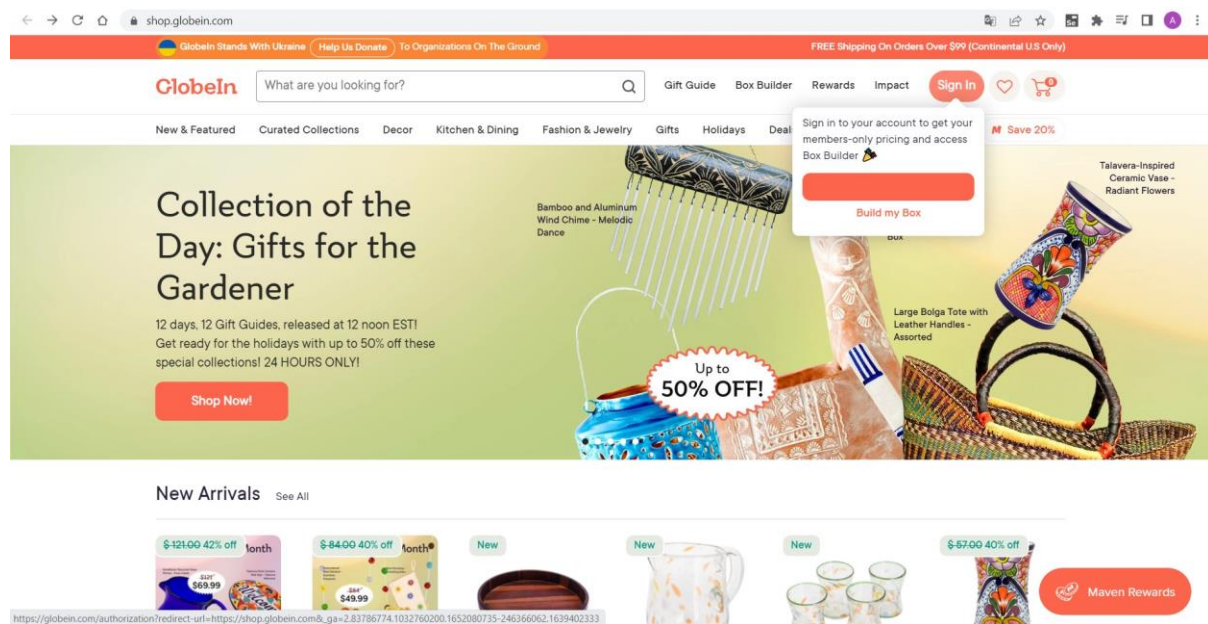 shop.globein.com
GlobeIn Stands With Ukraine Help Us Donate To Organizations On The Ground
FREE Shipping On Orders Over $99 (Continental U.S Only)
GlobeIn
What are you looking for?
Gift Guide Box Builder Rewards Impact Sign In 0
New & Featured Curated Collections Decor Kitchen & Dining Fashion & Jewelry Gifts Holidays Deal
M Save 20%
Sign in to your account to get your
members-only pricing and access
Box Builder
Build my Box
Collection of the
Day: Gifts for the
Gardener
12 days, 12 Gift Guides, released at 12 noon EST!
Get ready for the holidays with up to 50% off these
special collections! 24 HOURS ONLY!
Shop Now!
Bamboo and Aluminum
Wind Chime - Melodic
Dance
Box
Talavera-Inspired
Ceramic Vase -
Radiant Flowers
Large Bolga Tote with
Leather Handles -
Assorted
Up to
50% OFF!
New Arrivals See All
$ 121.00 42% off
Month
$121
$69.99
Welcome
$ 84.00 40% off
Month
$84
$49.99
New
New
New
$ 57.00 40% off
Maven Rewards
https://globein.com/authorization?redirect-url=https://shop.globein.com&_ga=2.83786774.1032760200.1652080735-246366062.1639402333